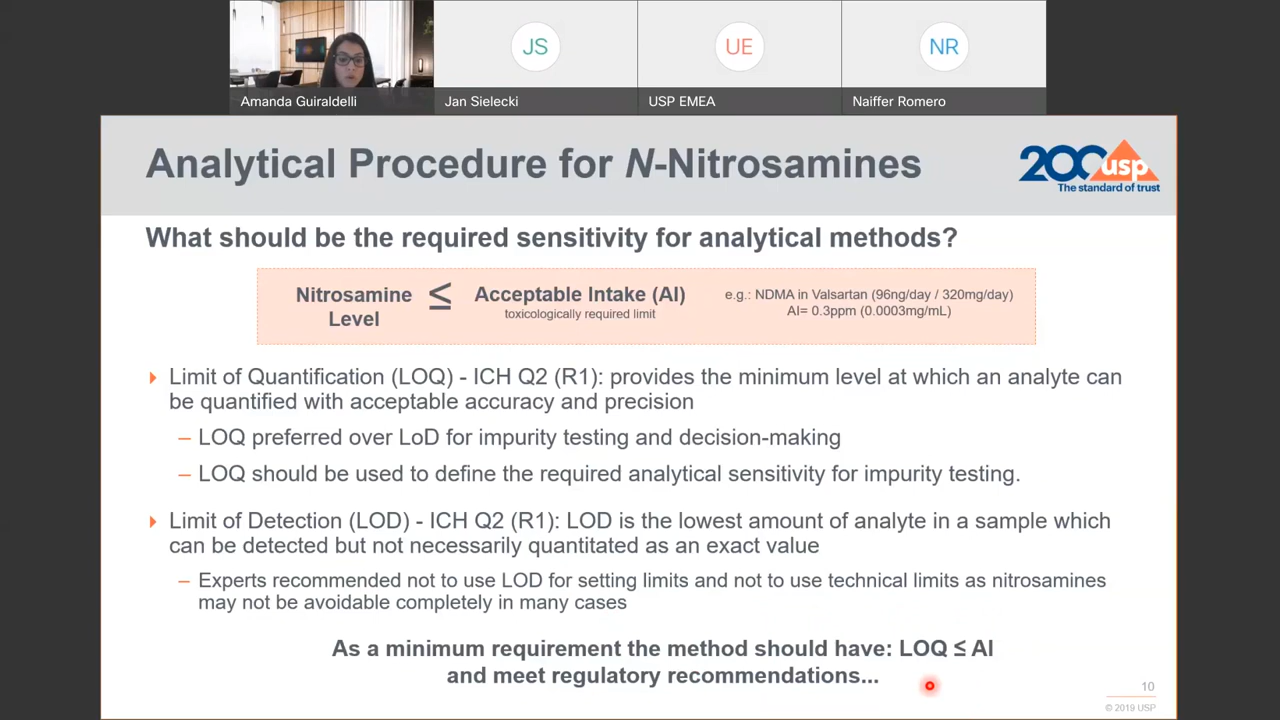 JS
UE
NR
Amanda Guiraldelli
Jan Sielecki
USP EMEA
Naiffer Romero
Analytical Procedure for N-Nitrosamines
200 usp
The standard of trust
What should be the required sensitivity for analytical methods?
Nitrosamine
Level
≤
Acceptable Intake (AI)
toxicologically required limit
e.g.: NDMA in Valsartan (96ng/day / 320mg/day)
AI= 0.3ppm (0.0003mg/mL)
Limit of Quantification (LOQ) - ICH Q2 (R1): provides the minimum level at which an analyte can
be quantified with acceptable accuracy and precision
– LOQ preferred over LoD for impurity testing and decision-making
– LOQ should be used to define the required analytical sensitivity for impurity testing.
Limit of Detection (LOD) - ICH Q2 (R1): LOD is the lowest amount of analyte in a sample which
can be detected but not necessarily quantitated as an exact value
– Experts recommended not to use LOD for setting limits and not to use technical limits as nitrosamines
may not be avoidable completely in many cases
As a minimum requirement the method should have: LOQ ≤ AI
and meet regulatory recommendations...
10
© 2019 USP